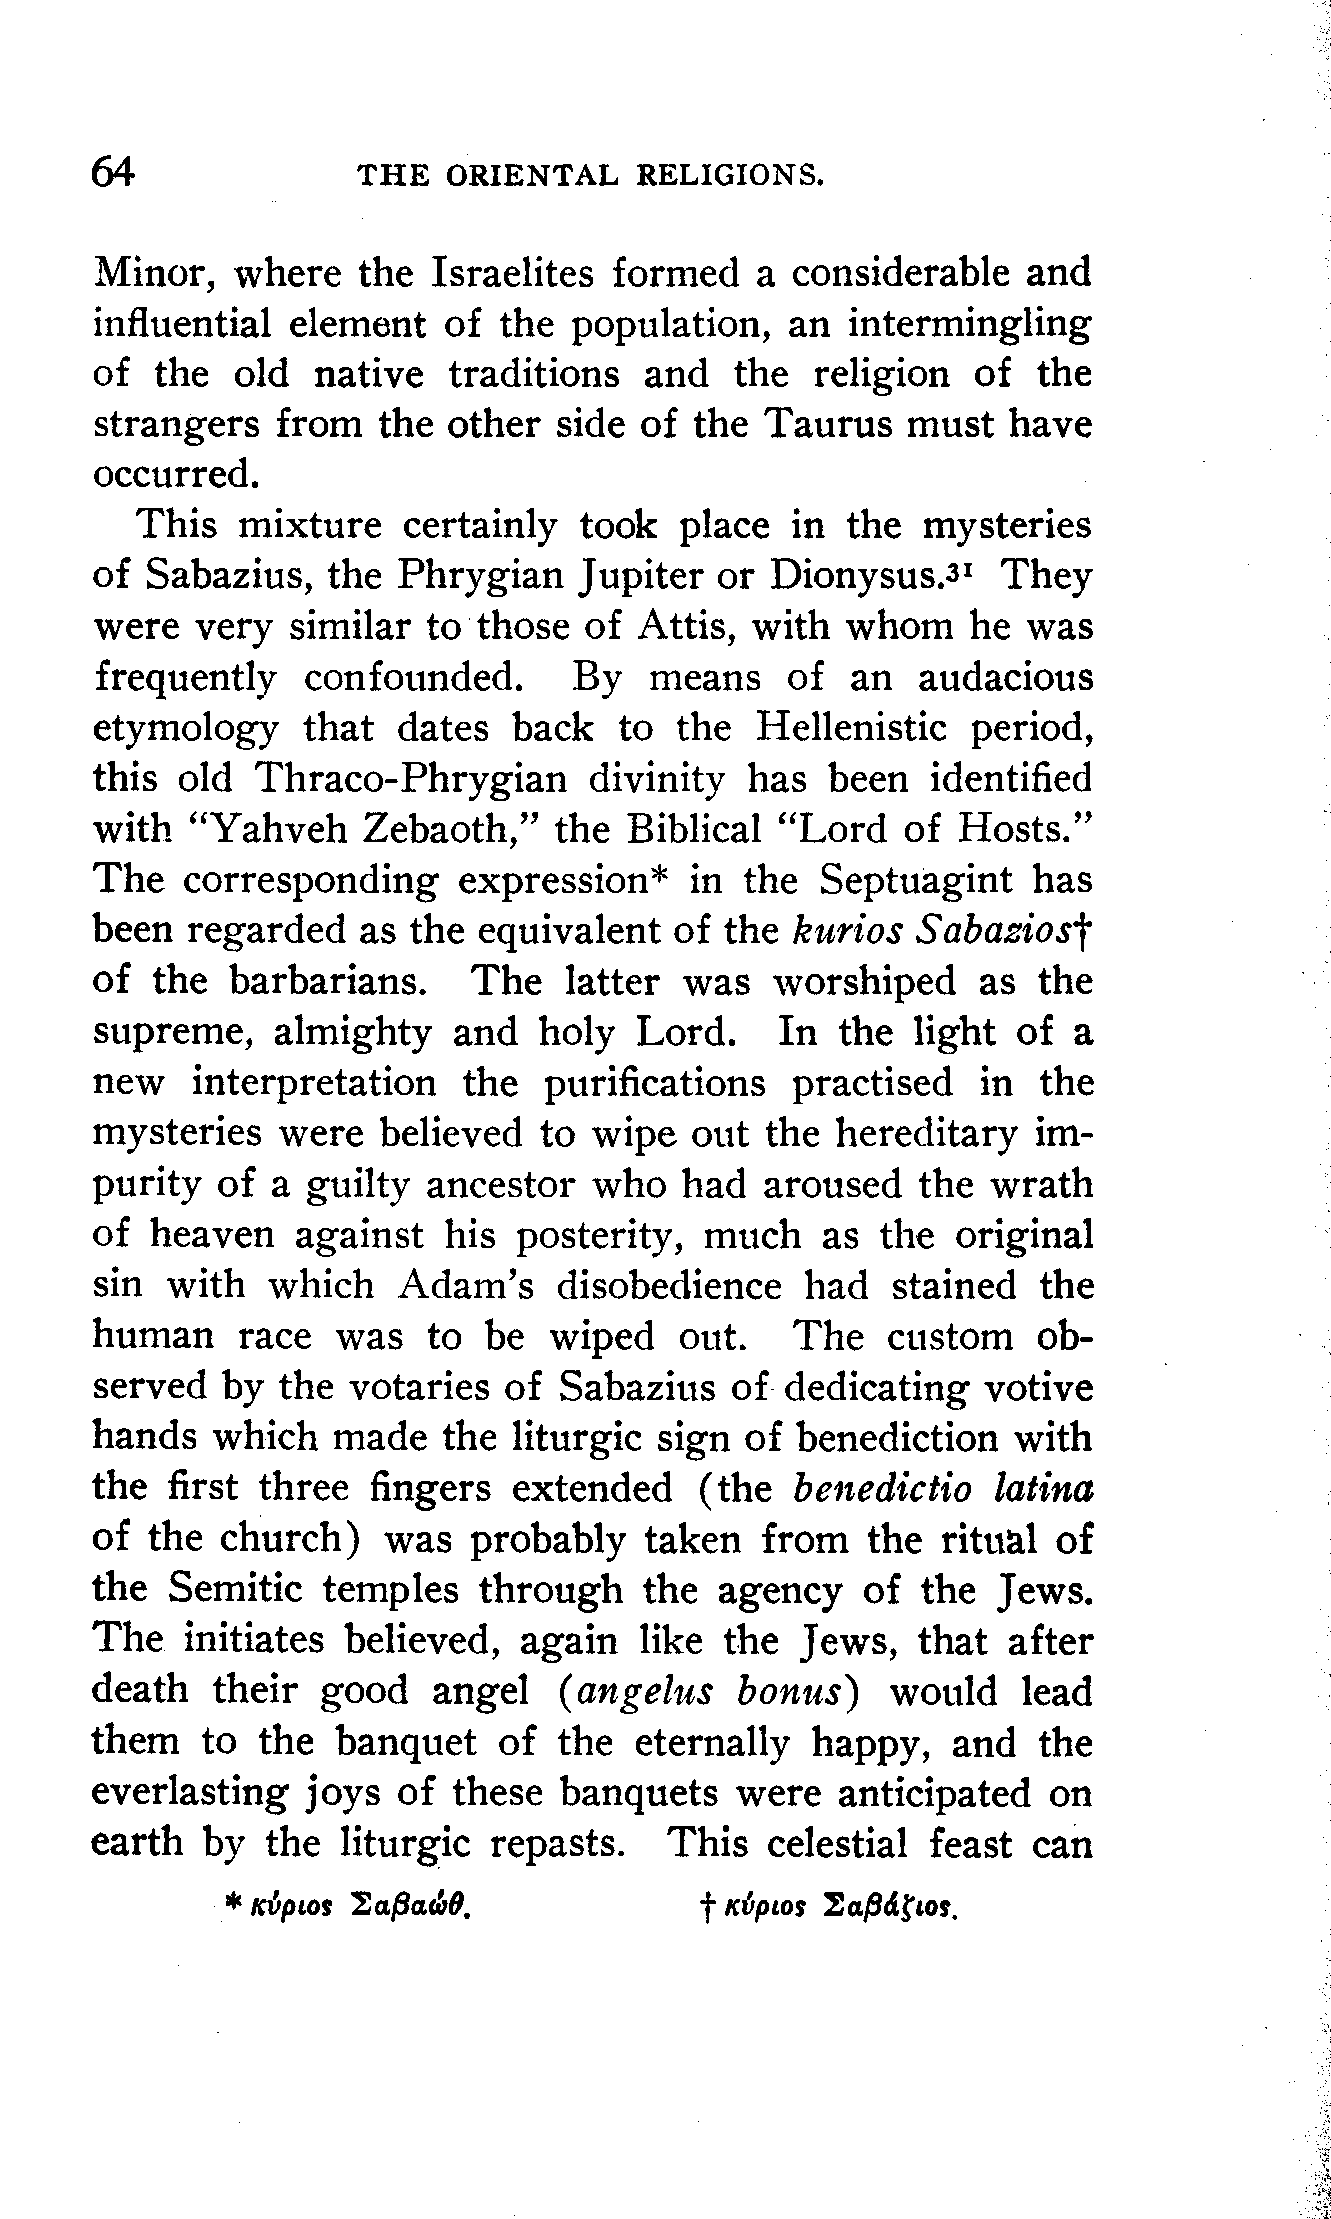 64 THE ORIENTAL RELIGIONS.
Minor, where the Israelites formed a considerable and
influential element of the population, an intermingling
of the old native traditions and the religion of the
strangers from the other side of the Taurus must have
occurred.
This mixture certainly took place in the mysteries
of Sabazius, the Phrygian Jupiter or Dionysus.³¹ They
were very similar to those of Attis, with whom he was
frequently confounded. By means of an audacious
etymology that dates back to the Hellenistic period,
this old Thraco-Phrygian divinity has been identified
with “Yahveh Zebaoth,” the Biblical “Lord of Hosts.”
The corresponding expression* in the Septuagint has
been regarded as the equivalent of the kurios Sabazios†
of the barbarians. The latter was worshiped as the
supreme, almighty and holy Lord. In the light of a
new interpretation the purifications practised in the
mysteries were believed to wipe out the hereditary im-
purity of a guilty ancestor who had aroused the wrath
of heaven against his posterity, much as the original
sin with which Adam’s disobedience had stained the
human race was to be wiped out. The custom ob-
served by the votaries of Sabazius of dedicating votive
hands which made the liturgic sign of benediction with
the first three fingers extended (the benedictio latina
of the church) was probably taken from the ritual of
the Semitic temples through the agency of the Jews.
The initiates believed, again like the Jews, that after
death their good angel (angelus bonus) would lead
them to the banquet of the eternally happy, and the
everlasting joys of these banquets were anticipated on
earth by the liturgic repasts. This celestial feast can
* κύριος Σαβαώθ. † κύριος Σαβάζιος.